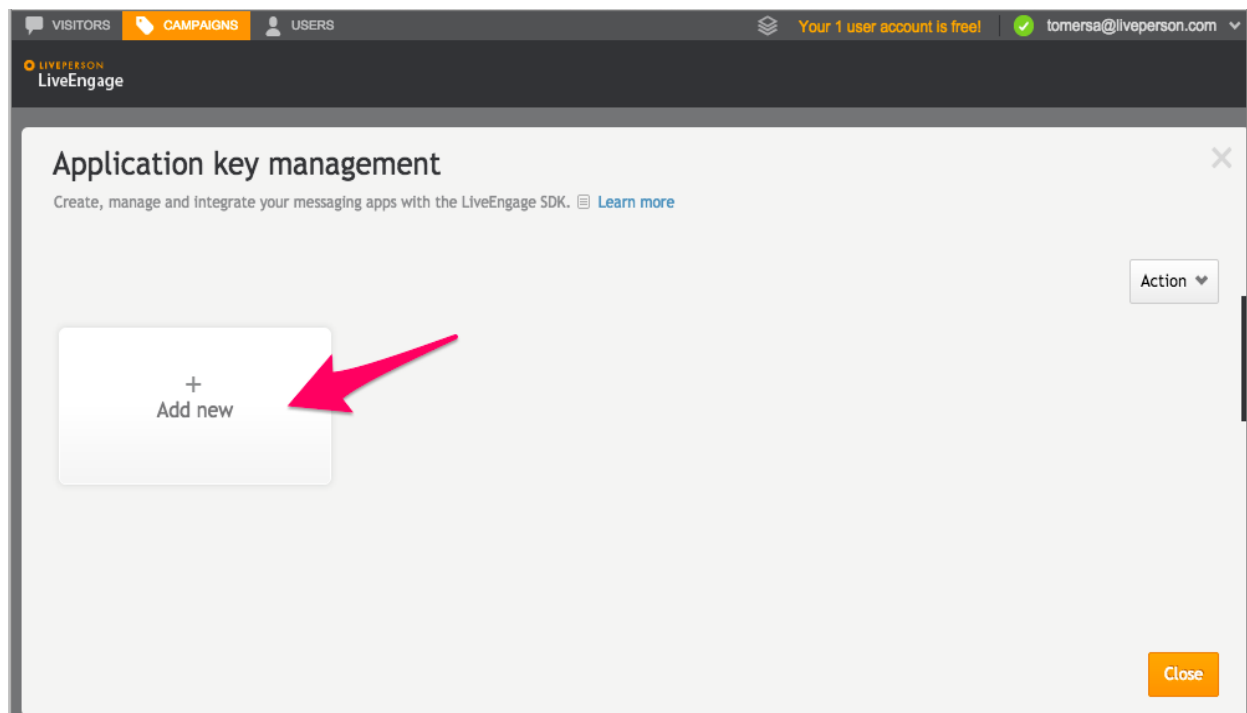 VISITORS CAMPAIGNS USERS Your 1 user account is free! tomersa@liveperson.com
LIVEPERSON
LiveEngage
Application key management
Create, manage and integrate your messaging apps with the LiveEngage SDK. Learn more
Action
+
Add new
Close